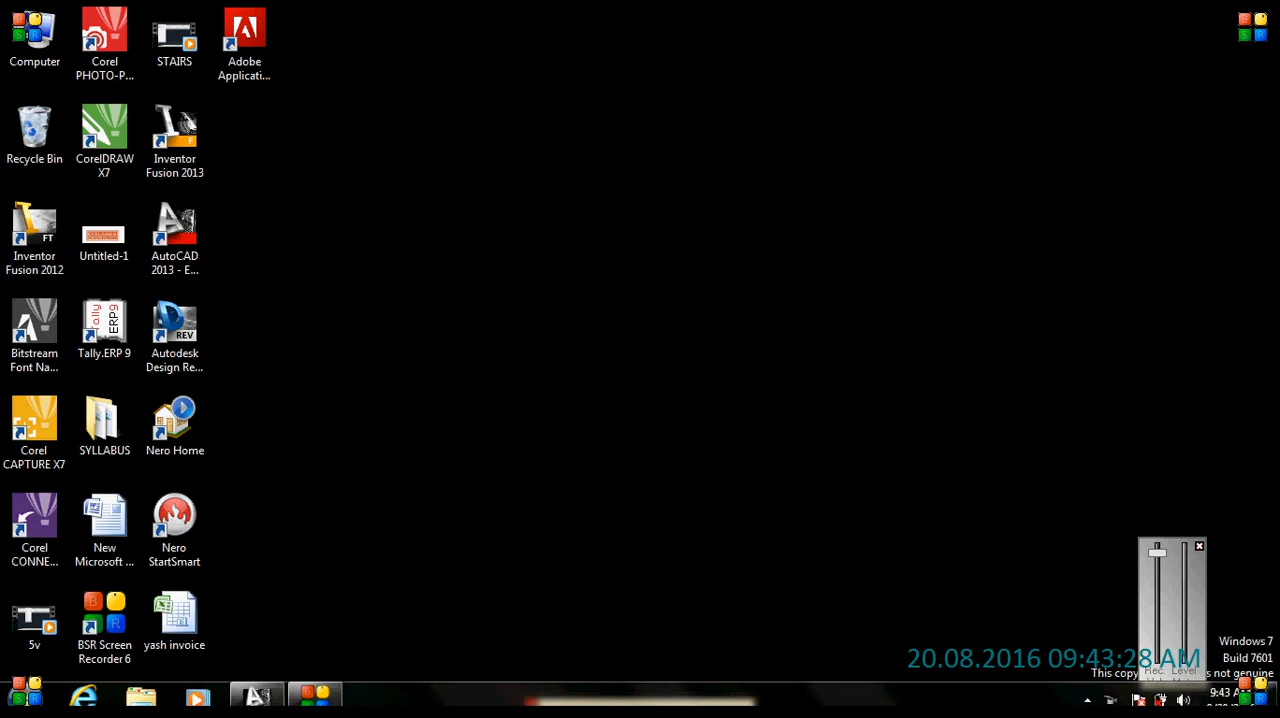 Computer
Corel
PHOTO-P...
STAIRS
Adobe
Applicati...
Recycle Bin
CorelDRAW
X7
Inventor
Fusion 2013
Inventor
Fusion 2012
Untitled-1
AutoCAD
2013 - E...
Bitstream
Font Na...
Tally.ERP 9
Autodesk
Design Re...
Corel
CAPTURE X7
SYLLABUS
Nero Home
Corel
CONNE...
New
Microsoft ...
Nero
StartSmart
5v
BSR Screen
Recorder 6
yash invoice
Windows 7
Build 7601
This copy
s not genuine
Rec. Level
20.08.2016 09:43:28 AM
9:43